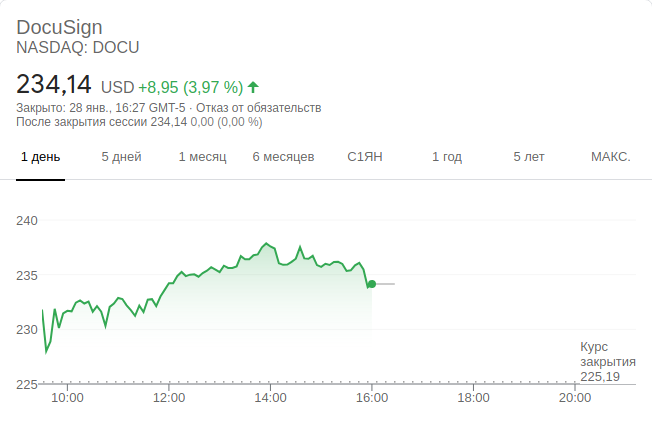 DocuSign
NASDAQ: DOCU
234,14 USD +8,95 (3,97 %)
Закрыто: 28 янв., 16:27 GMT-5 · Отказ от обязательств
После закрытия сессии 234,14 0,00 (0,00 %)
1 день 5 дней 1 месяц 6 месяцев С1ЯН 1 год 5 лет МАКС.
240
235
230
Курс
закрытия
225,19
225
10:00 12:00 14:00 16:00 18:00 20:00